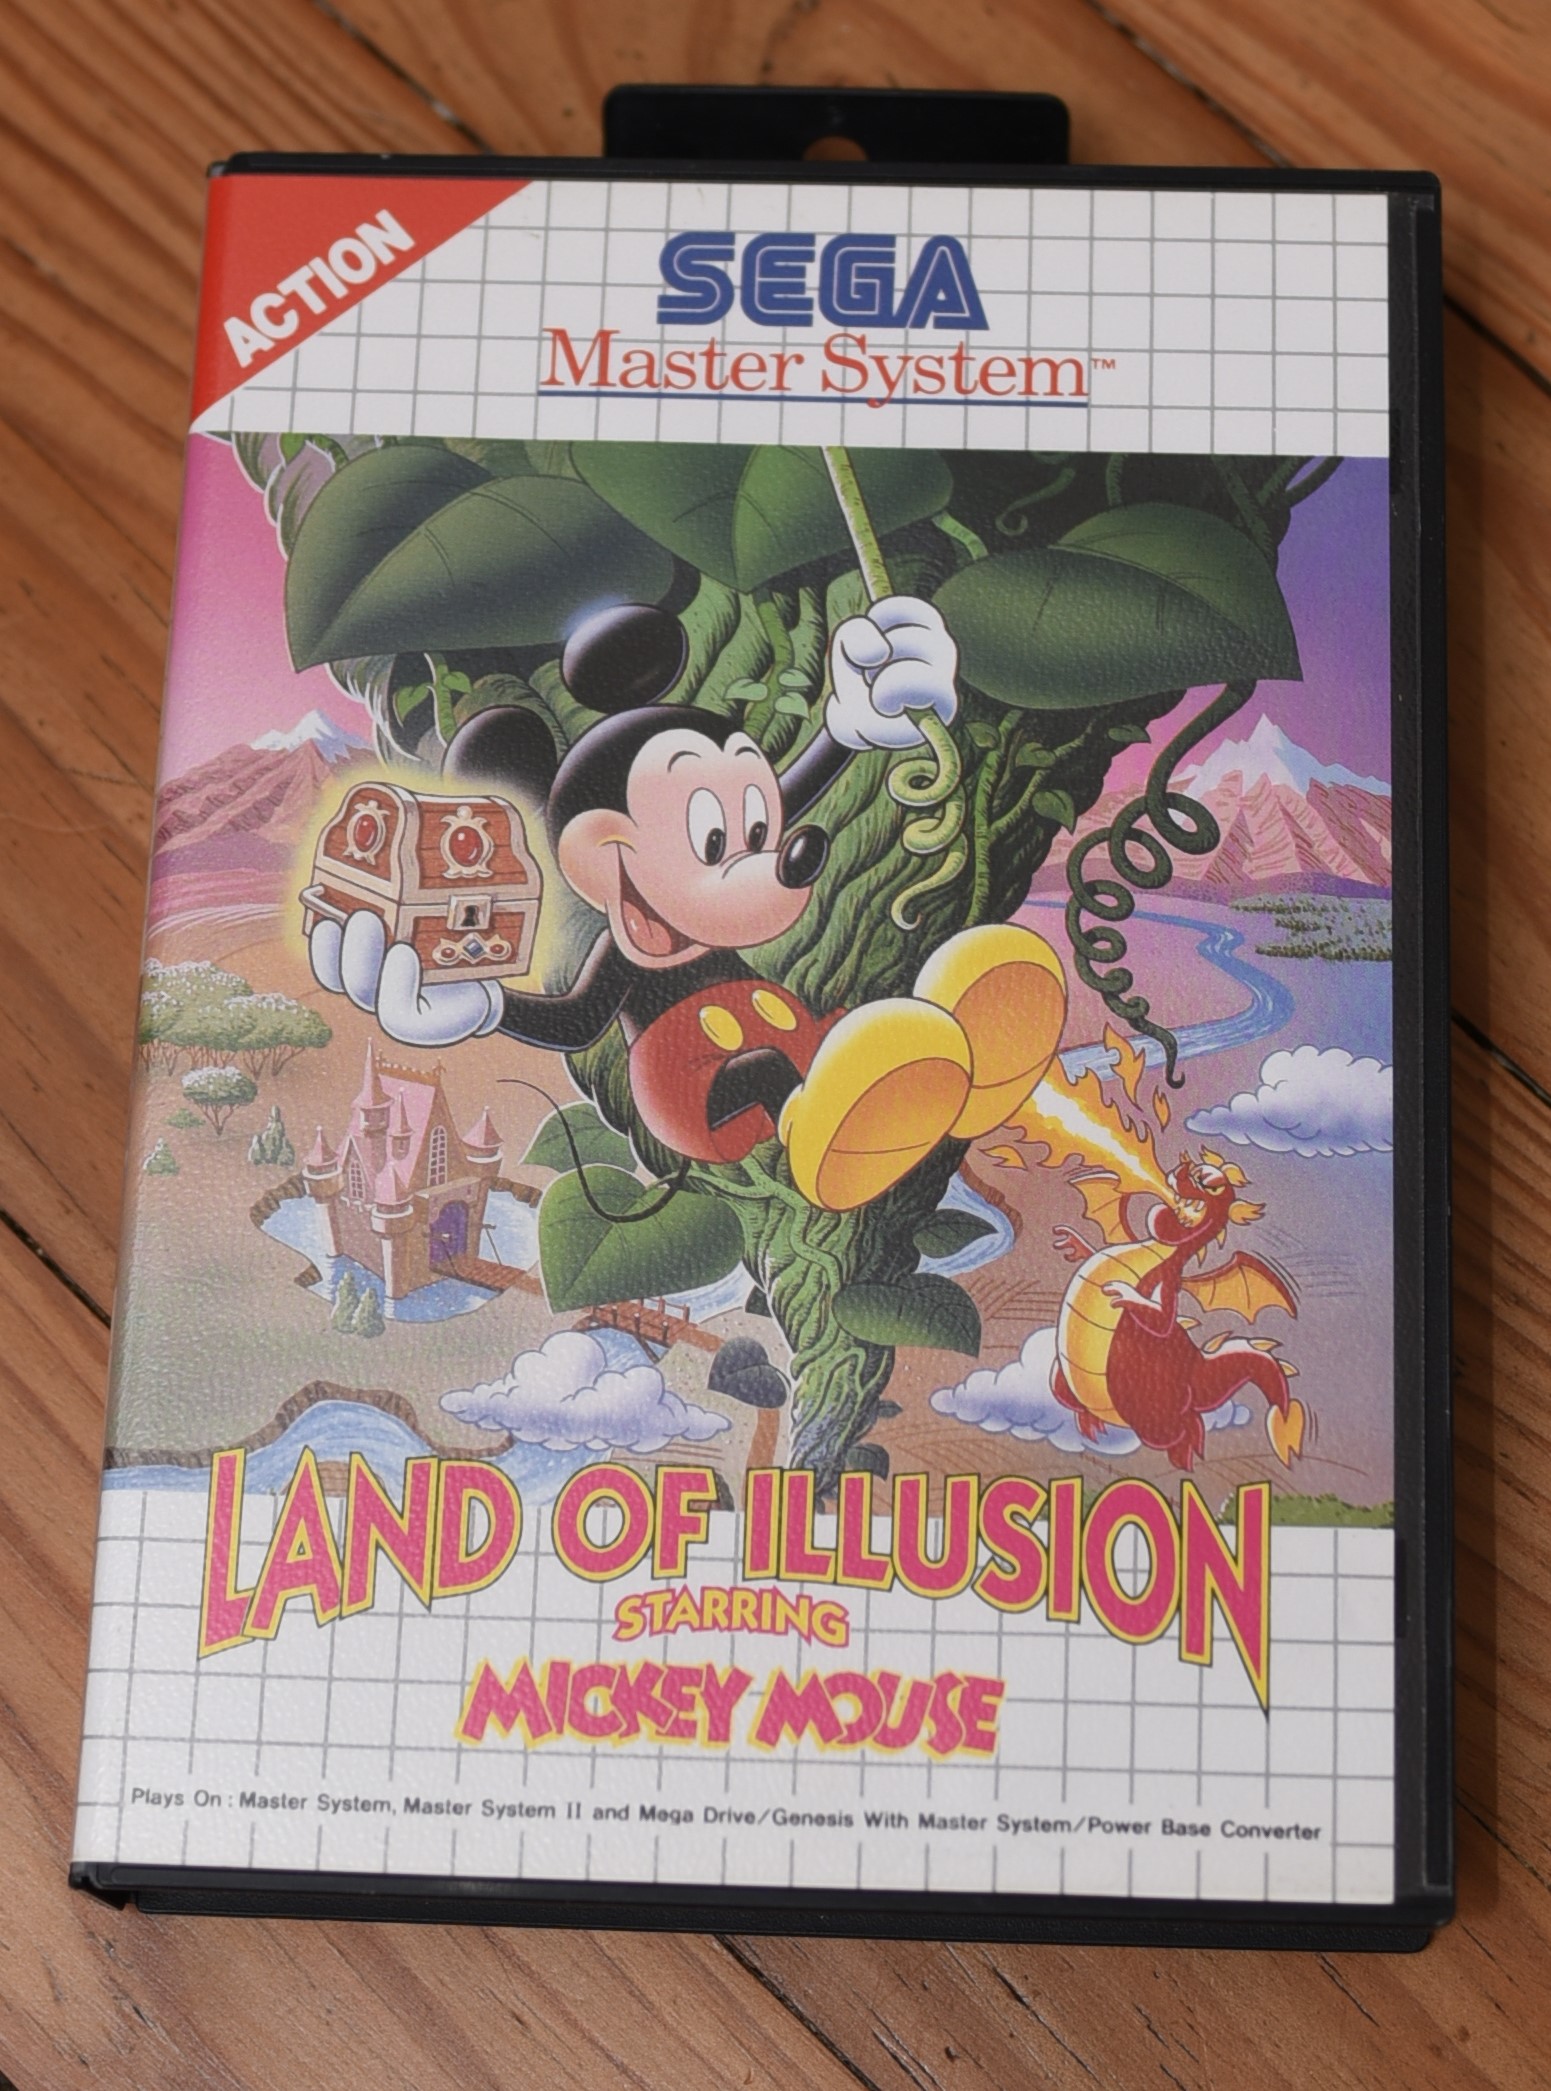 ACTION
SEGA
Master System™
LAND OF ILLUSION
STARRING
MICKEY MOUSE
Plays On : Master System, Master System II and Mega Drive/Genesis With Master System/Power Base Converter